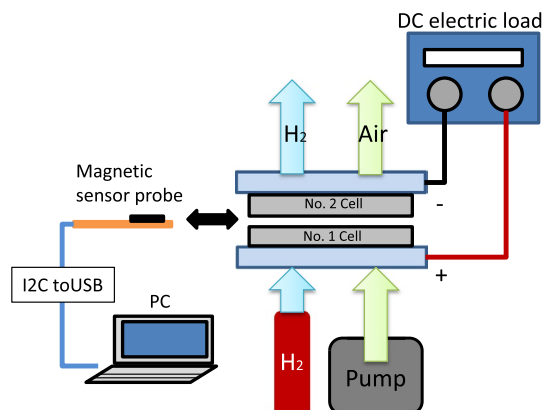 DC electric load
H2
Air
Magnetic
sensor probe
No. 2 Cell
-
No. 1 Cell
+
I2C toUSB
PC
H2
Pump